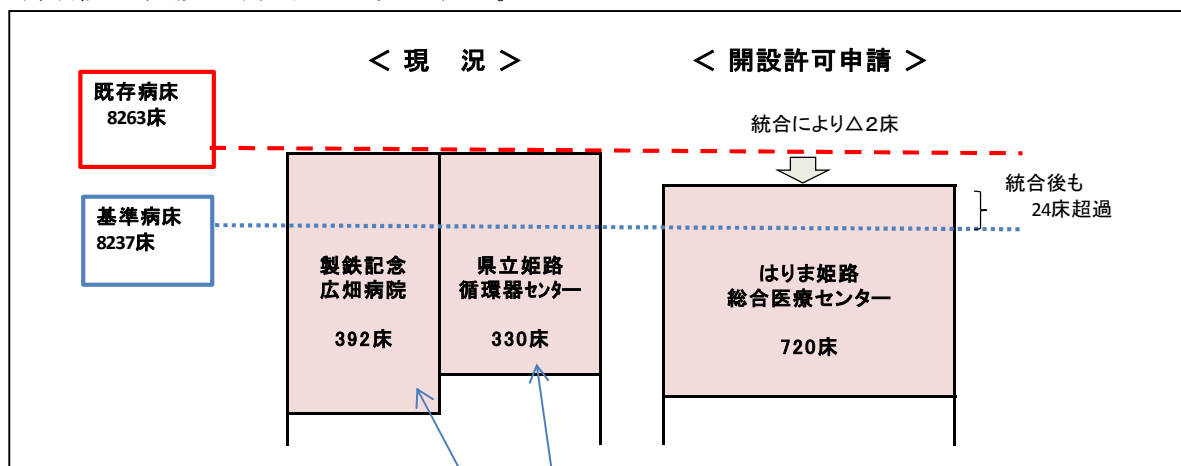 ＜ 現　況 ＞
＜ 開設許可申請 ＞
既存病床
8263床
統合により△２床
統合後も
24床超過
基準病床
8237床
製鉄記念
広畑病院
392床
県立姫路
循環器ｾﾝﾀｰ
330床
はりま姫路
総合医療センター
720床